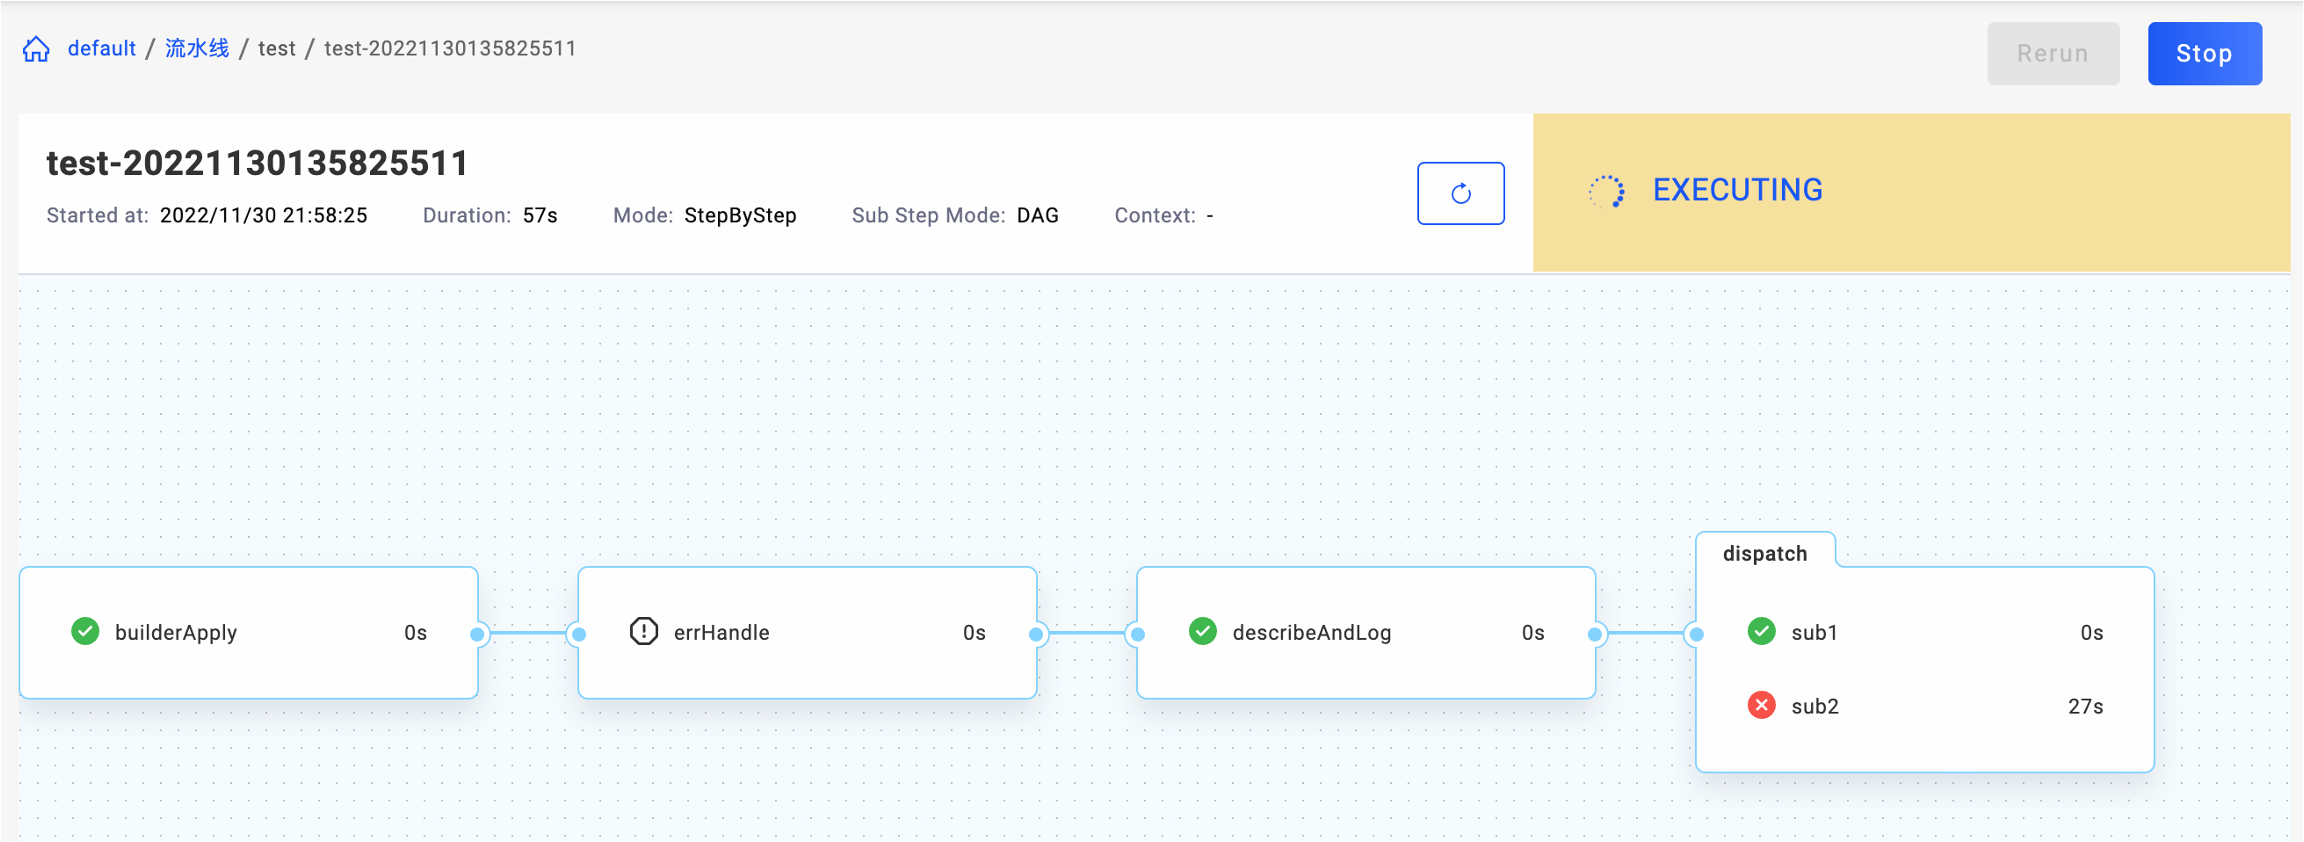 default / 流水线 / test / test-20221130135825511
Rerun
Stop
test-20221130135825511
Started at: 2022/11/30 21:58:25 Duration: 57s Mode: StepByStep Sub Step Mode: DAG Context: -
EXECUTING
dispatch
builderApply 0s
errHandle 0s
describeAndLog 0s
sub1 0s
sub2 27s